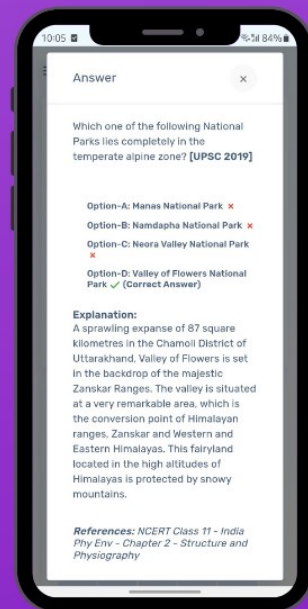 10:05
84%
Answer
×
Which one of the following National
Parks lies completely in the
temperate alpine zone? [UPSC 2019]
Option-A: Manas National Park ×
Option-B: Namdapha National Park ×
Option-C: Neora Valley National Park
×
Option-D: Valley of Flowers National
Park ✓ (Correct Answer)
Explanation:
A sprawling expanse of 87 square
kilometres in the Chamoli District of
Uttarakhand, Valley of Flowers is set
in the backdrop of the majestic
Zanskar Ranges. The valley is situated
at a very remarkable area, which is
the conversion point of Himalayan
ranges, Zanskar and Western and
Eastern Himalayas. This fairyland
located in the high altitudes of
Himalayas is protected by snowy
mountains.
References: NCERT Class 11 - India
Phy Env - Chapter 2 - Structure and
Physiography